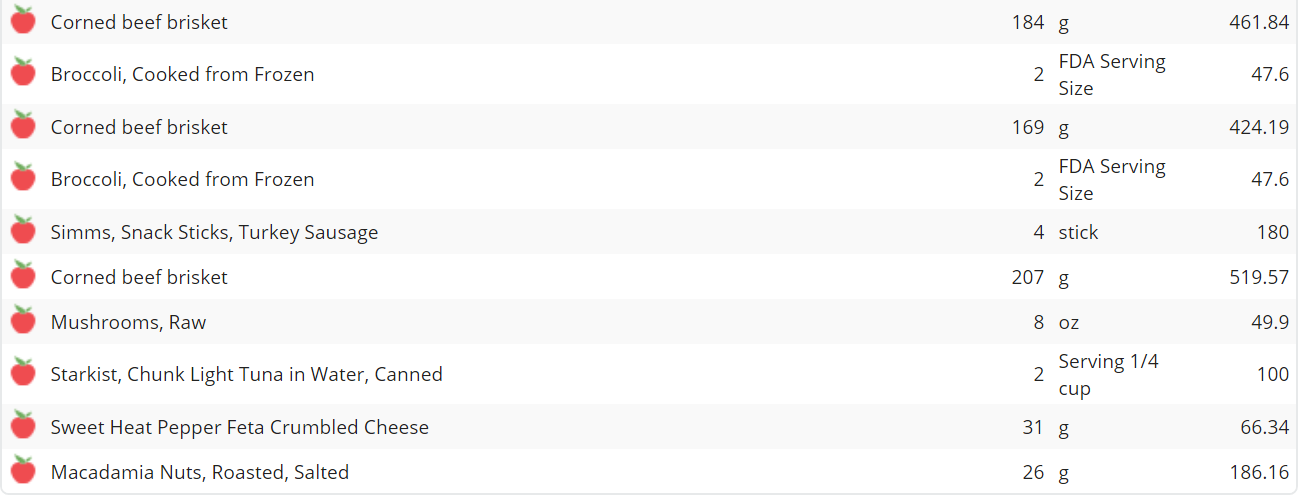 Corned beef brisket 184 g 461.84
Broccoli, Cooked from Frozen 2 FDA Serving Size 47.6
Corned beef brisket 169 g 424.19
Broccoli, Cooked from Frozen 2 FDA Serving Size 47.6
Simms, Snack Sticks, Turkey Sausage 4 stick 180
Corned beef brisket 207 g 519.57
Mushrooms, Raw 8 oz 49.9
Starkist, Chunk Light Tuna in Water, Canned 2 Serving 1/4 cup 100
Sweet Heat Pepper Feta Crumbled Cheese 31 g 66.34
Macadamia Nuts, Roasted, Salted 26 g 186.16